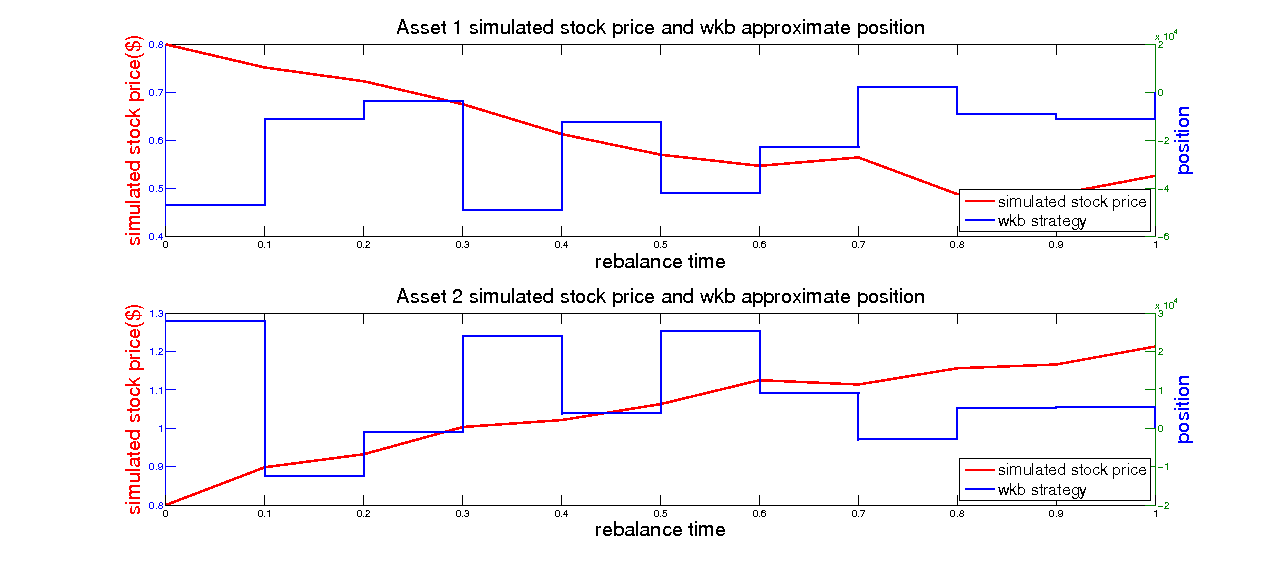 Asset 1 simulated stock price and wkb approximate position
x 10^4
simulated stock price($)
0.8
0.7
0.6
0.5
0.4
2
0
-2
-4
-6
position
simulated stock price
wkb strategy
0 0.1 0.2 0.3 0.4 0.5 0.6 0.7 0.8 0.9 1
rebalance time
Asset 2 simulated stock price and wkb approximate position
x 10^4
simulated stock price($)
1.3
1.2
1.1
1
0.9
0.8
3
2
1
0
-1
-2
position
simulated stock price
wkb strategy
0 0.1 0.2 0.3 0.4 0.5 0.6 0.7 0.8 0.9 1
rebalance time